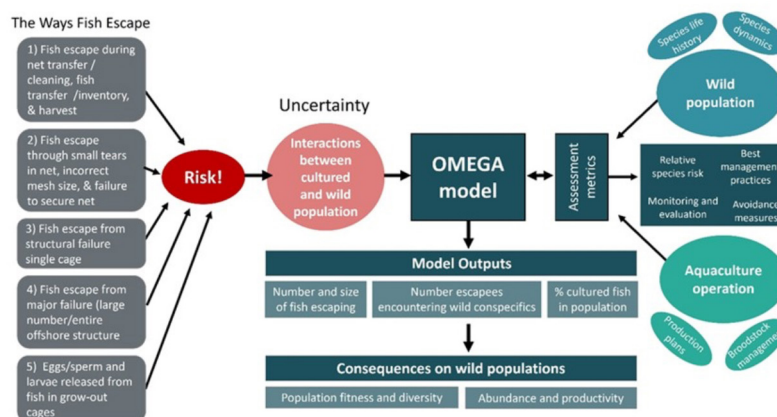 The Ways Fish Escape
1) Fish escape during
net transfer /
cleaning, fish
transfer /inventory,
& harvest
2) Fish escape
through small tears
in net, incorrect
mesh size, & failure
to secure net
3) Fish escape from
structural failure
single cage
4) Fish escape from
major failure (large
number/entire
offshore structure
5) Eggs/sperm and
larvae released from
fish in grow-out
cages
Risk!
Uncertainty
Interactions
between
cultured
and wild
population
OMEGA
model
Assessment
metrics
Species life
history
Species
dynamics
Wild
population
Relative
species risk
Best
management
practices
Monitoring and
evaluation
Avoidance
measures
Aquaculture
operation
Production
plans
Broodstock
management
Model Outputs
Number and size
of fish escaping
Number escapees
encountering wild conspecifics
% cultured fish
in population
Consequences on wild populations
Population fitness and diversity
Abundance and productivity